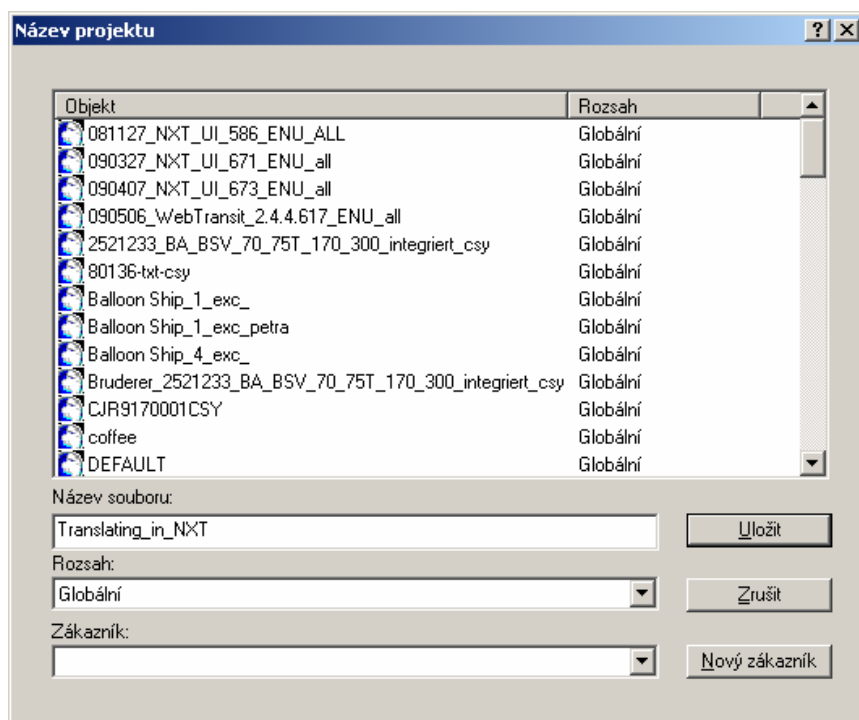 Název projektu
Objekt Rozsah
081127_NXT_UI_586_ENU_ALL Globální
090327_NXT_UI_671_ENU_all Globální
090407_NXT_UI_673_ENU_all Globální
090506_WebTransit_2.4.4.617_ENU_all Globální
2521233_BA_BSV_70_75T_170_300_integriert_csy Globální
80136-txt-csy Globální
Balloon Ship_1_exc_ Globální
Balloon Ship_1_exc_petra Globální
Balloon Ship_4_exc_ Globální
Bruderer_2521233_BA_BSV_70_75T_170_300_integriert_csy Globální
CJR9170001CSY Globální
coffee Globální
DEFAULT Globální
Název souboru:
Translating_in_NXT Uložit
Rozsah:
Globální Zrušit
Zákazník:
Nový zákazník